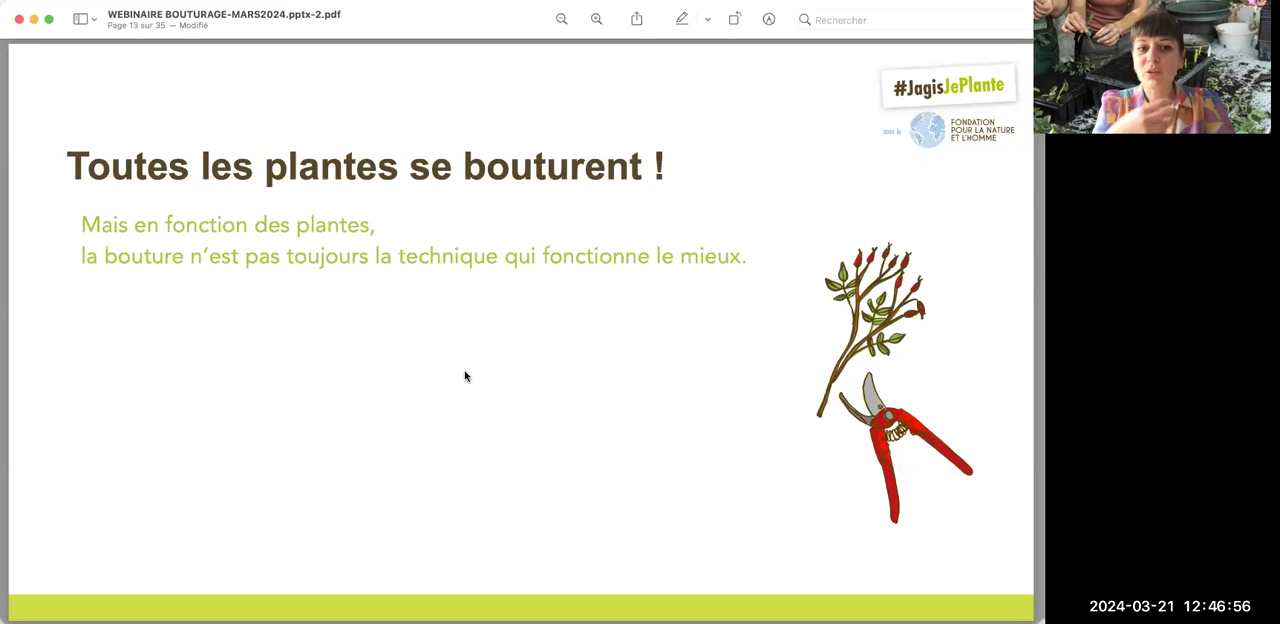 WEBINAIRE BOUTURAGE-MARS2024.pptx-2.pdf
Page 13 sur 35 — Modifié
Rechercher
#JagisJePlante
avec la
FONDATION
POUR LA NATURE
ET L'HOMME
Toutes les plantes se bouturent !
Mais en fonction des plantes,
la bouture n'est pas toujours la technique qui fonctionne le mieux.
2024-03-21 12:46:56